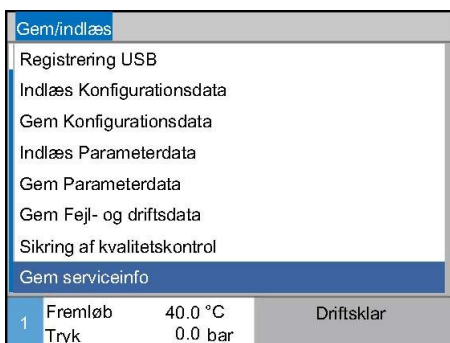 Gem/indlæs
Registrering USB
Indlæs Konfigurationsdata
Gem Konfigurationsdata
Indlæs Parameterdata
Gem Parameterdata
Gem Fejl- og driftsdata
Sikring af kvalitetskontrol
Gem serviceinfo
1 Fremløb 40.0 °C Driftsklar
Tryk 0.0 bar